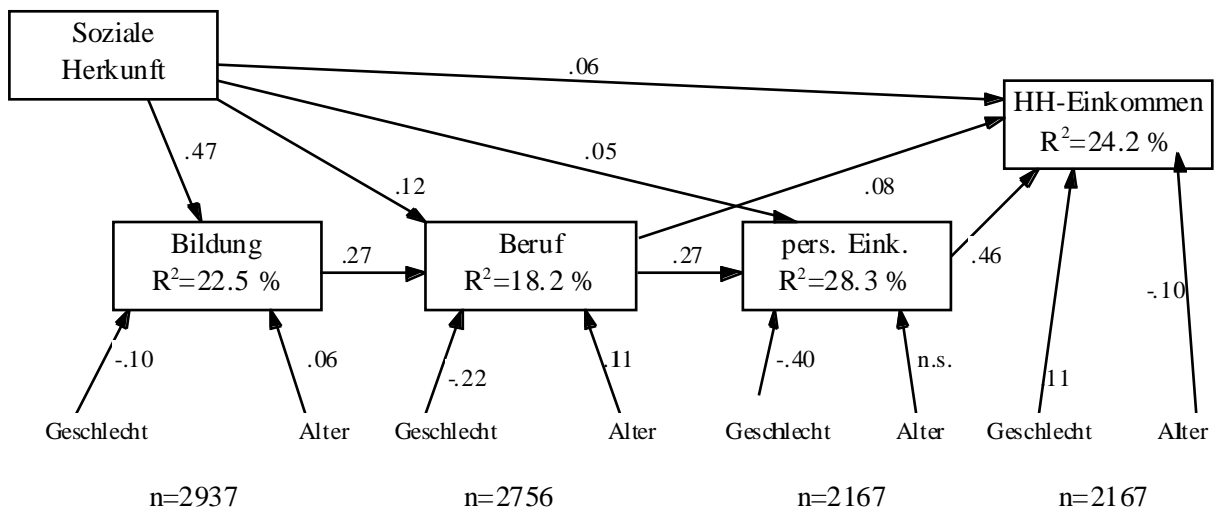 Soziale
Herkunft
.06
HH-Einkommen
R²=24.2 %
.47
.05
.12
.08
Bildung
R²=22.5 %
.27
Beruf
R²=18.2 %
.27
pers. Eink.
R²=28.3 %
.46
-.10
-.10
.06
-.22
.11
-.40
n.s.
.11
Geschlecht Alter Geschlecht Alter Geschlecht Alter Geschlecht Alter
n=2937 n=2756 n=2167 n=2167